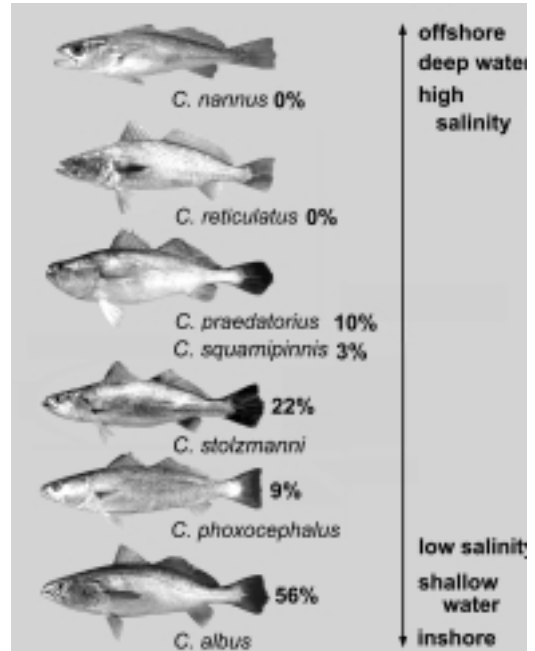 offshore
deep water
high
salinity
C. nannus 0%
C. reticulatus 0%
C. praedatorius 10%
C. squamipinnis 3%
22%
C. stolzmanni
9%
C. phoxocephalus
low salinity
shallow
water
56%
C. albus
inshore